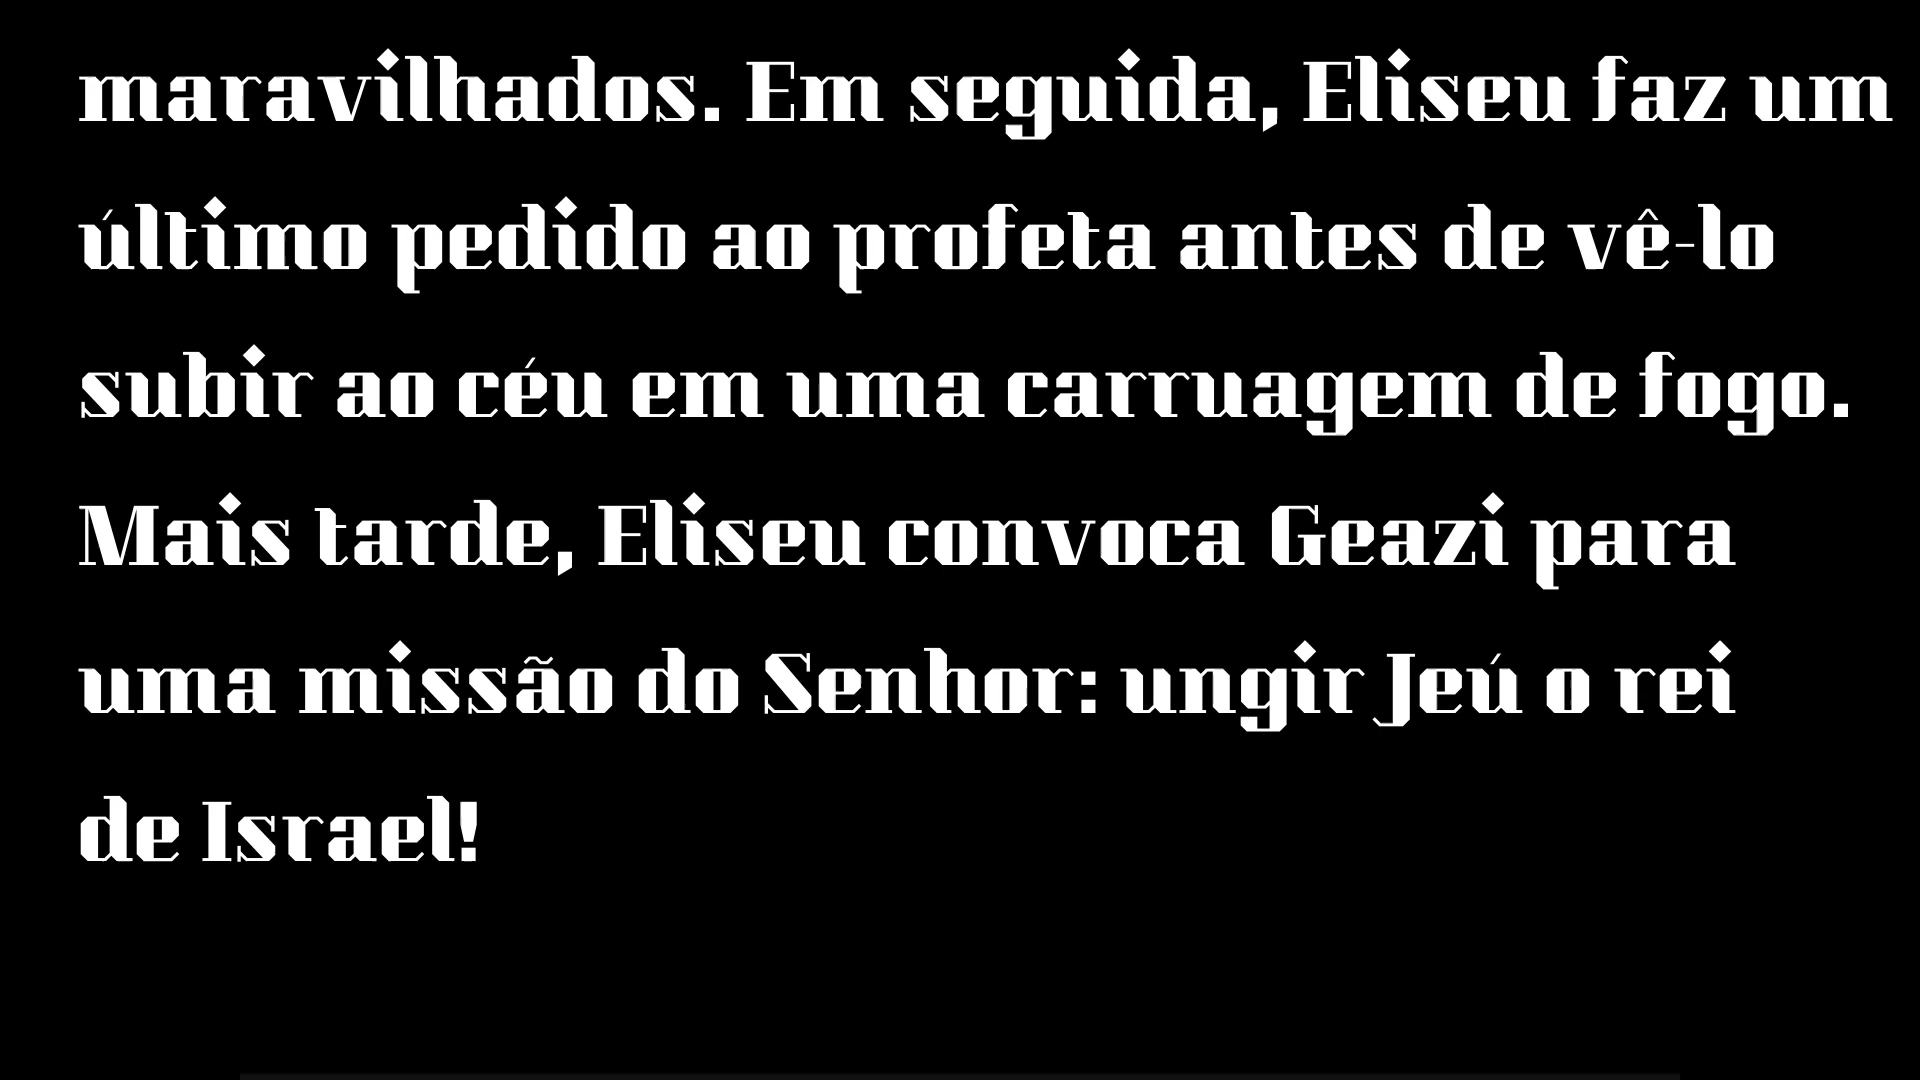 maravilhados. Em seguida, Eliseu faz um
último pedido ao profeta antes de vê-lo
subir ao céu em uma carruagem de fogo.
Mais tarde, Eliseu convoca Geazi para
uma missão do Senhor: ungir Jeú o rei
de Israel!